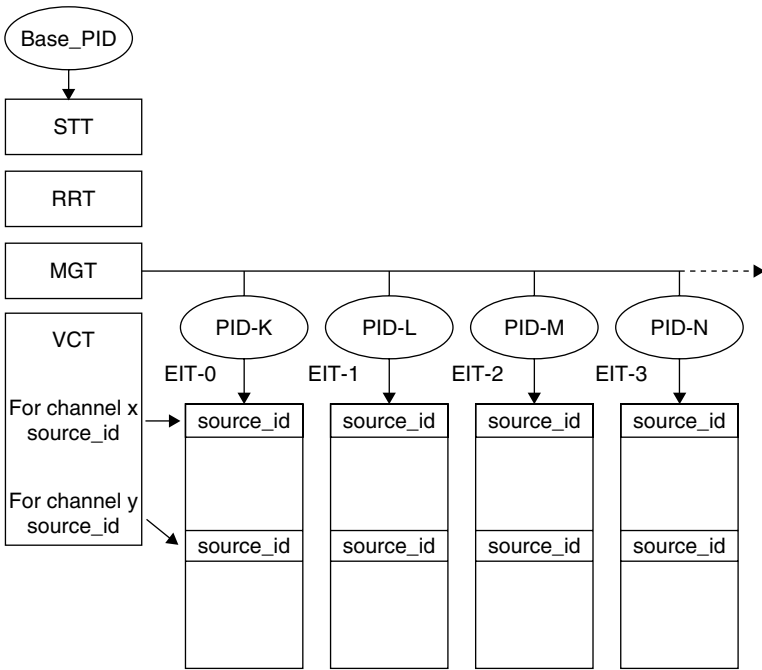 Base_PID
STT
RRT
MGT
VCT
For channel x
source_id
For channel y
source_id
PID-K
PID-L
PID-M
PID-N
EIT-0
EIT-1
EIT-2
EIT-3
source_id
source_id
source_id
source_id
source_id
source_id
source_id
source_id